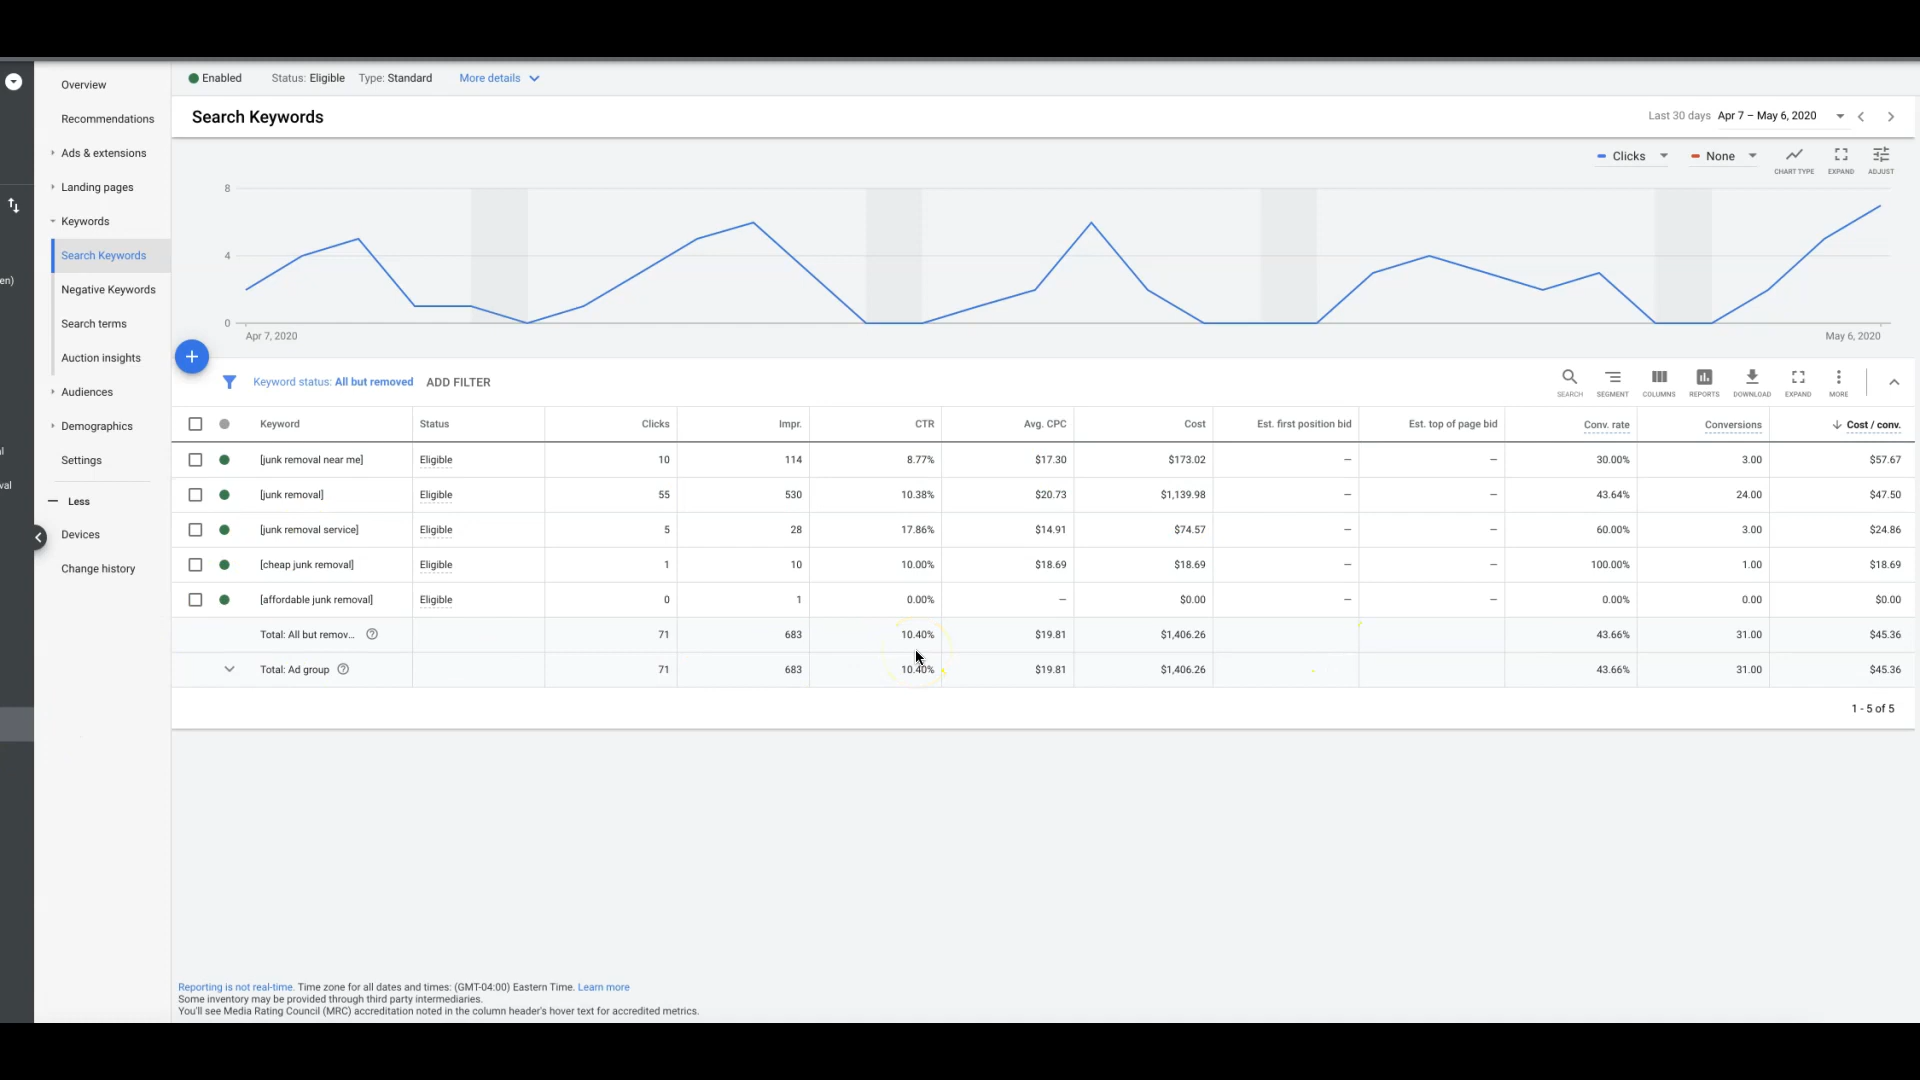 Enabled Status: Eligible Type: Standard More details
Search Keywords
Last 30 days Apr 7 – May 6, 2020
Overview
Recommendations
Ads & extensions
Landing pages
Keywords
Search Keywords
Negative Keywords
Search terms
Auction insights
Audiences
Demographics
Settings
Less
Devices
Change history
en)
al
val
Clicks None
CHART TYPE EXPAND ADJUST
8
4
0
Apr 7, 2020 May 6, 2020
Keyword status: All but removed ADD FILTER
SEARCH SEGMENT COLUMNS REPORTS DOWNLOAD EXPAND MORE
Keyword Status Clicks Impr. CTR Avg. CPC Cost Est. first position bid Est. top of page bid Conv. rate Conversions Cost / conv.
[junk removal near me] Eligible 10 114 8.77% $17.30 $173.02 — — 30.00% 3.00 $57.67
[junk removal] Eligible 55 530 10.38% $20.73 $1,139.98 — — 43.64% 24.00 $47.50
[junk removal service] Eligible 5 28 17.86% $14.91 $74.57 — — 60.00% 3.00 $24.86
[cheap junk removal] Eligible 1 10 10.00% $18.69 $18.69 — — 100.00% 1.00 $18.69
[affordable junk removal] Eligible 0 1 0.00% — $0.00 — — 0.00% 0.00 $0.00
Total: All but remov... 71 683 10.40% $19.81 $1,406.26 43.66% 31.00 $45.36
Total: Ad group 71 683 10.40% $19.81 $1,406.26 43.66% 31.00 $45.36
1 - 5 of 5
Reporting is not real-time. Time zone for all dates and times: (GMT-04:00) Eastern Time. Learn more
Some inventory may be provided through third party intermediaries.
You'll see Media Rating Council (MRC) accreditation noted in the column header's hover text for accredited metrics.